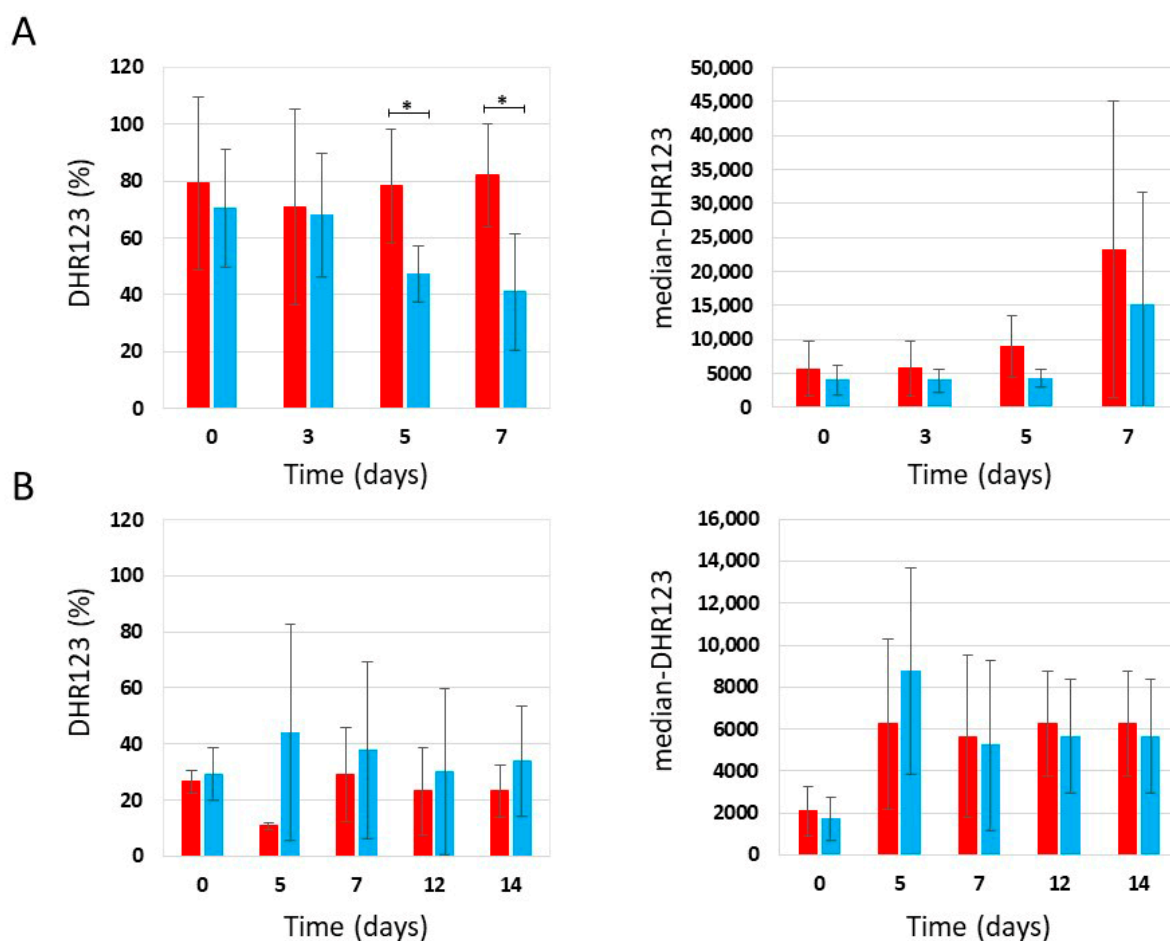 A
DHR123 (%)
120
100
80
60
40
20
0
* *
0 3 5 7
Time (days)
median-DHR123
50,000
45,000
40,000
35,000
30,000
25,000
20,000
15,000
10,000
5000
0
0 3 5 7
Time (days)
B
DHR123 (%)
120
100
80
60
40
20
0
0 5 7 12 14
Time (days)
median-DHR123
16,000
14,000
12,000
10,000
8000
6000
4000
2000
0
0 5 7 12 14
Time (days)